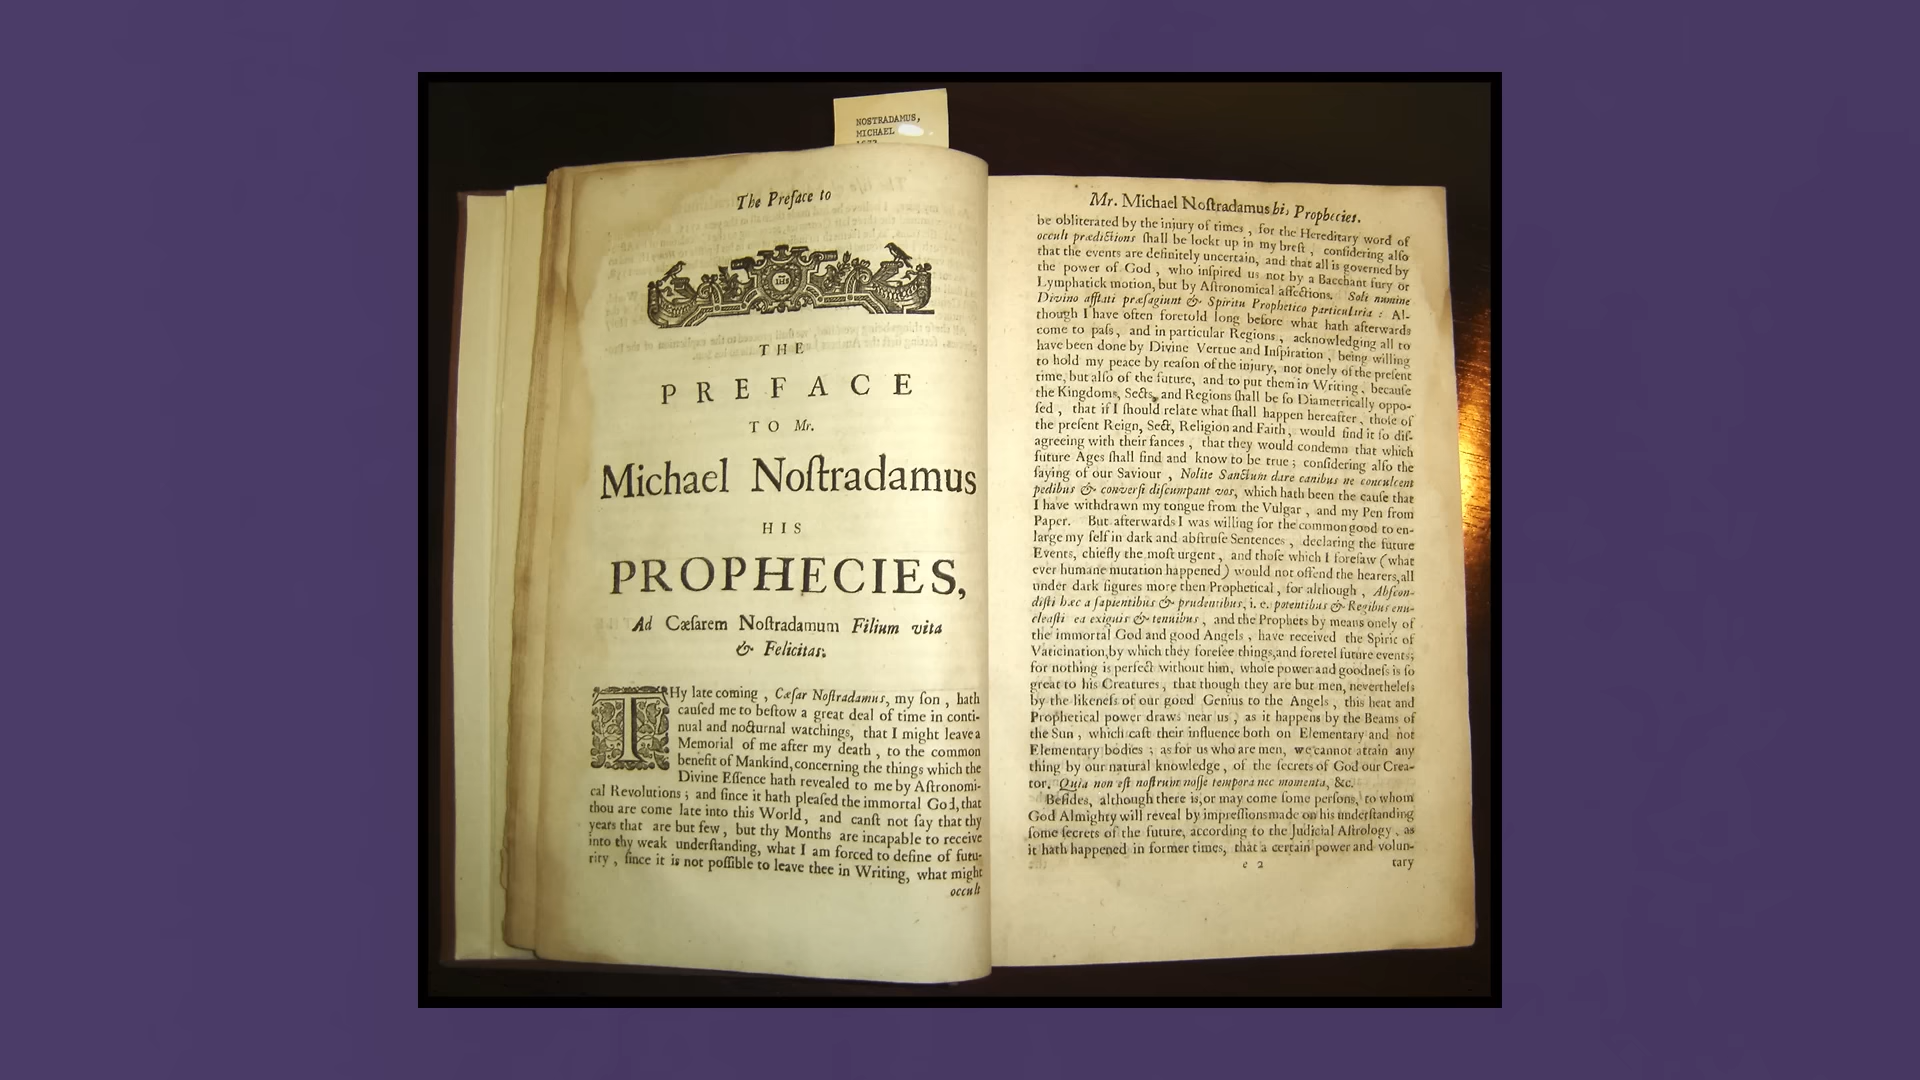 NOSTRADAMUS,
MICHAEL
The Preface to
IHS
THE
PREFACE
TO Mr.
Michael Noſtradamus
HIS
PROPHECIES,
Ad Cæſarem Noſtradamum Filium vita
& Felicitas.
THy late coming, Cæſar Noſtradamus, my ſon, hath
cauſed me to beſtow a great deal of time in conti-
nual and nocturnal watchings, that I might leave a
Memorial of me after my death, to the common
benefit of Mankind, concerning the things which the
Divine Eſſence hath revealed to me by Aſtronomi-
cal Revolutions; and ſince it hath pleaſed the immortal God, that
thou are come late into this World, and canſt not ſay that thy
years that are but few, but thy Months are incapable to receive
into thy weak underſtanding, what I am forced to define of futu-
rity, ſince it is not poſſible to leave thee in Writing, what might
occult
Mr. Michael Noſtradamus his Prophecies.
be obliterated by the injury of times, for the Hereditary word of
occult prædictions ſhall be lockt up in my breſt, conſidering alſo
that the events are definitely uncertain, and that all is governed by
the power of God, who inſpired us not by a Bacchant fury or
Lymphatick motion, but by Aſtronomical affections. Soli numine
Divino afflati præſagiunt & Spiritu Prophetico particularia: Al-
though I have often foretold long before what hath afterwards
come to paſs, and in particular Regions, acknowledging all to
have been done by Divine Vertue and Inſpiration, being willing
to hold my peace by reaſon of the injury, not onely of the preſent
time, but alſo of the future, and to put them in Writing, becauſe
the Kingdoms, Sects, and Regions ſhall be ſo Diametrically oppo-
ſed, that if I ſhould relate what ſhall happen hereafter, thoſe of
the preſent Reign, Sect, Religion and Faith, would find it ſo diſ-
agreeing with their fances, that they would condemn that which
future Ages ſhall find and know to be true; conſidering alſo the
ſaying of our Saviour, Nolite Sanctum dare canibus ne conculcent
pedibus & converſi diſcumpant vos, which hath been the cauſe that
I have withdrawn my tongue from the Vulgar, and my Pen from
Paper. But afterwards I was willing for the common good to en-
large my ſelf in dark and abſtruſe Sentences, declaring the future
Events, chiefly the moſt urgent, and thoſe which I foreſaw (what
ever humane mutation happened) would not offend the hearers, all
under dark figures more then Prophetical, for although, Abſcon-
diſti hæc a ſapientibus & prudentibus, i. e. potentibus & Regibus enu-
cleaſti ea exiguis & tenuibus, and the Prophets by means onely of
the immortal God and good Angels, have received the Spirit of
Vaticination, by which they foreſee things, and foretel future events;
for nothing is perfect without him, whoſe power and goodneſs is ſo
great to his Creatures, that though they are but men, nevertheleſs
by the likeneſs of our good Genius to the Angels, this heat and
Prophetical power draws near us, as it happens by the Beams of
the Sun, which caſt their influence both on Elementary and not
Elementary bodies; as for us who are men, we cannot attain any
thing by our natural knowledge, of the ſecrets of God our Crea-
tor. Quia non eſt noſtrum noſſe tempora nec momenta, &c.
Beſides, although there is, or may come ſome perſons, to whom
God Almighty will reveal by impreſſions made on his underſtanding
ſome ſecrets of the future, according to the Judicial Aſtrology, as
it hath happened in former times, that a certain power and volun-
e 2 tary